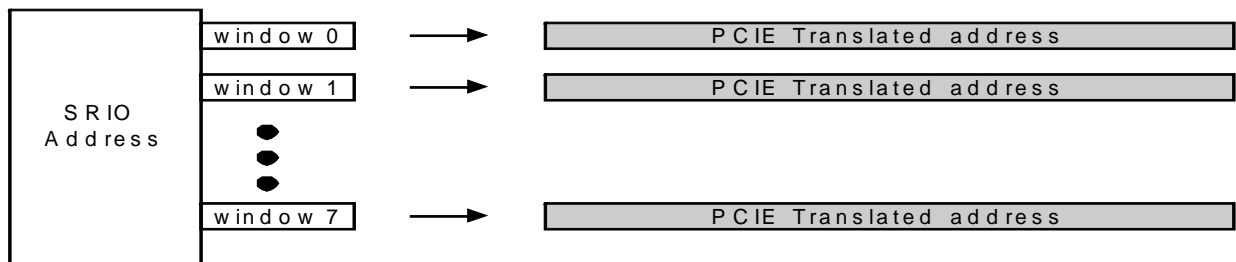 window 0
PCIE Translated address
window 1
PCIE Translated address
SRIO
Address
window 7
PCIE Translated address